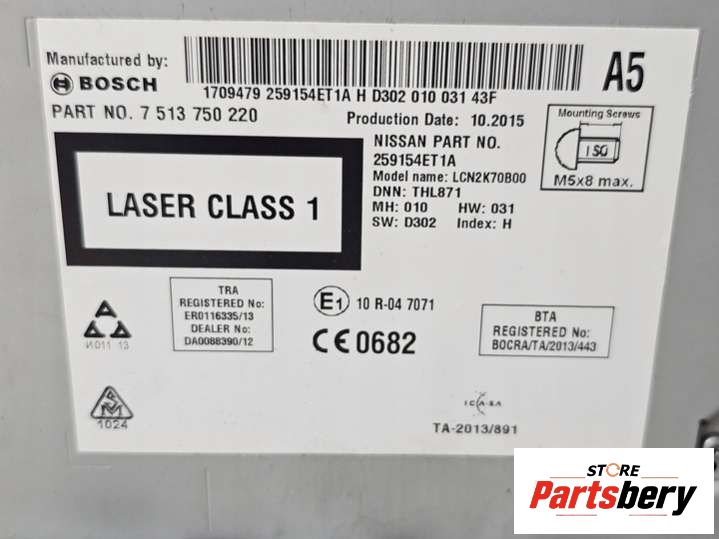 Manufactured by:
BOSCH
1709479 259154ET1A H D302 010 031 43F
A5
PART NO. 7 513 750 220
Production Date: 10.2015
NISSAN PART NO.
259154ET1A
Model name: LCN2K70B00
DNN: THL871
MH: 010 HW: 031
SW: D302 Index: H
Mounting Screws
ISO
M5x8 max.
LASER CLASS 1
TRA
REGISTERED No:
ER0116335/13
DEALER No:
DA0088390/12
E1 10 R-04 7071
CE0682
BTA
REGISTERED No:
BOCRA/TA/2013/443
И011 13
1024
ICASA
TA-2013/891
STORE
Partsbery